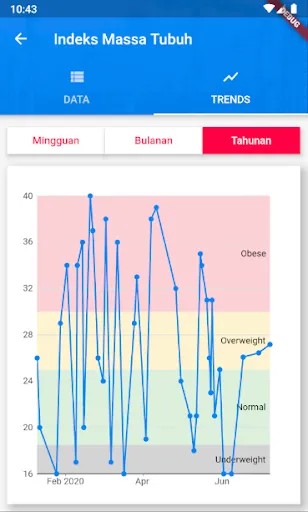 10:43
DEBUG
Indeks Massa Tubuh
DATA
TRENDS
Mingguan
Bulanan
Tahunan
40
36
Obese
32
28
Overweight
24
Normal
20
Underweight
16
Feb 2020
Apr
Jun